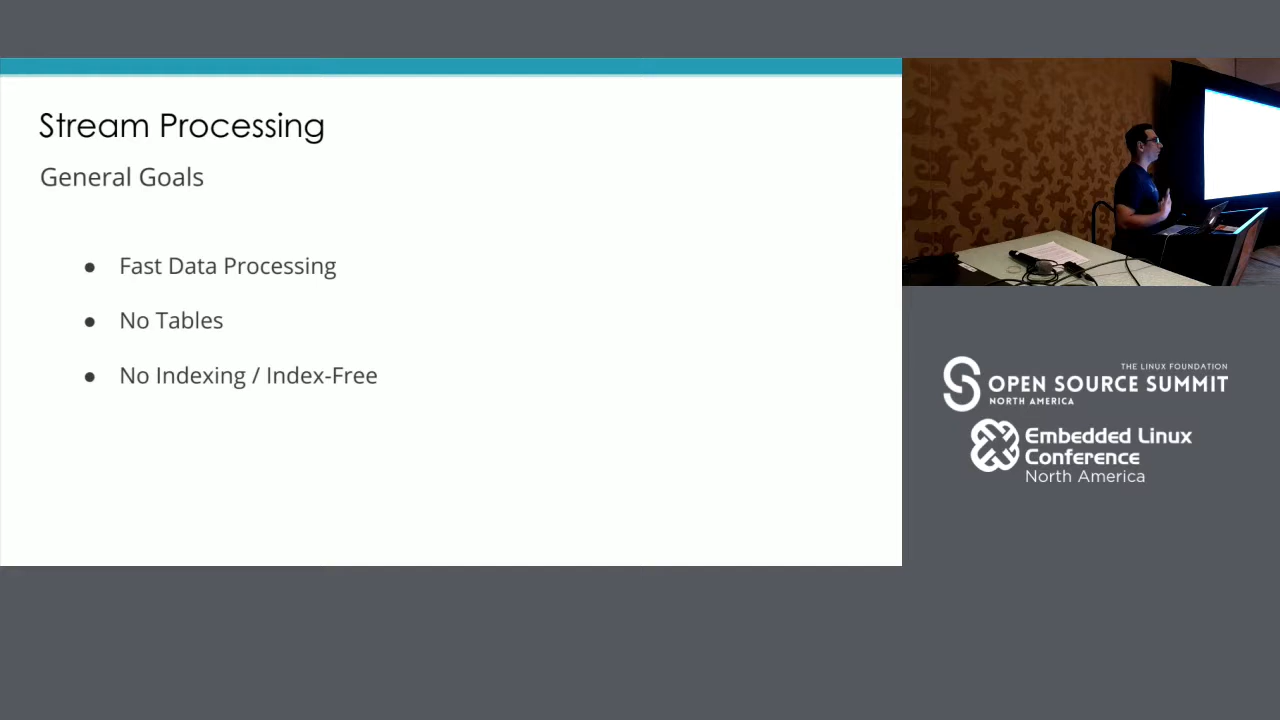 Stream Processing
General Goals
● Fast Data Processing
● No Tables
● No Indexing / Index-Free
THE LINUX FOUNDATION
OPEN SOURCE SUMMIT
NORTH AMERICA
Embedded Linux
Conference
North America